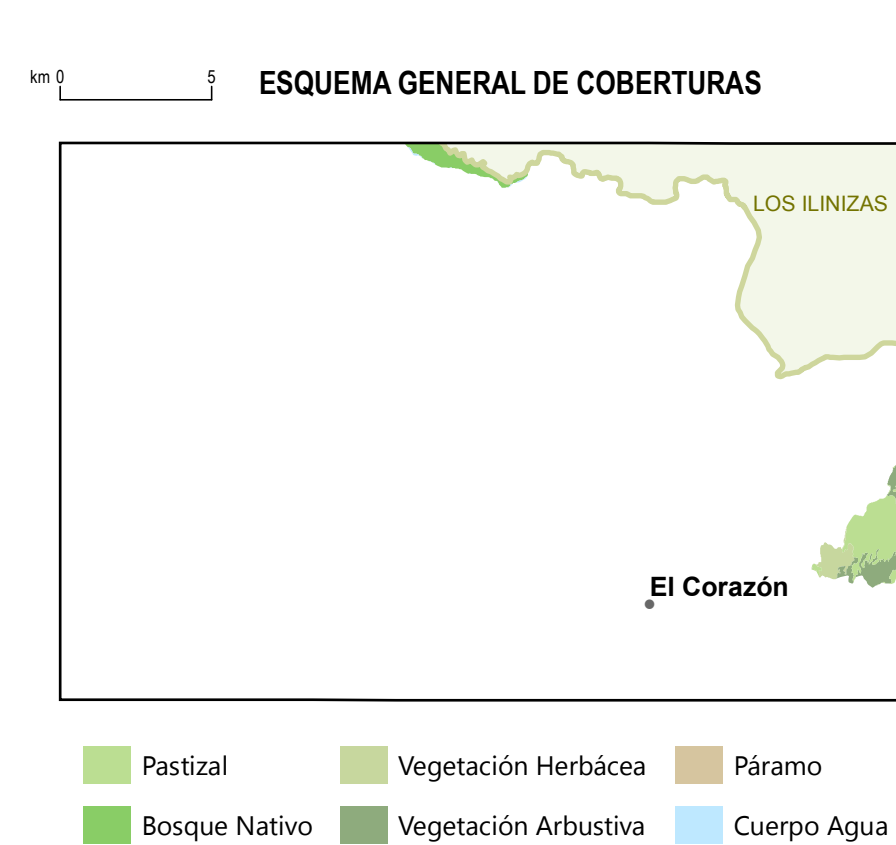 km 0 5
ESQUEMA GENERAL DE COBERTURAS
LOS ILINIZAS
El Corazón
Pastizal Vegetación Herbácea Páramo
Bosque Nativo Vegetación Arbustiva Cuerpo Agua